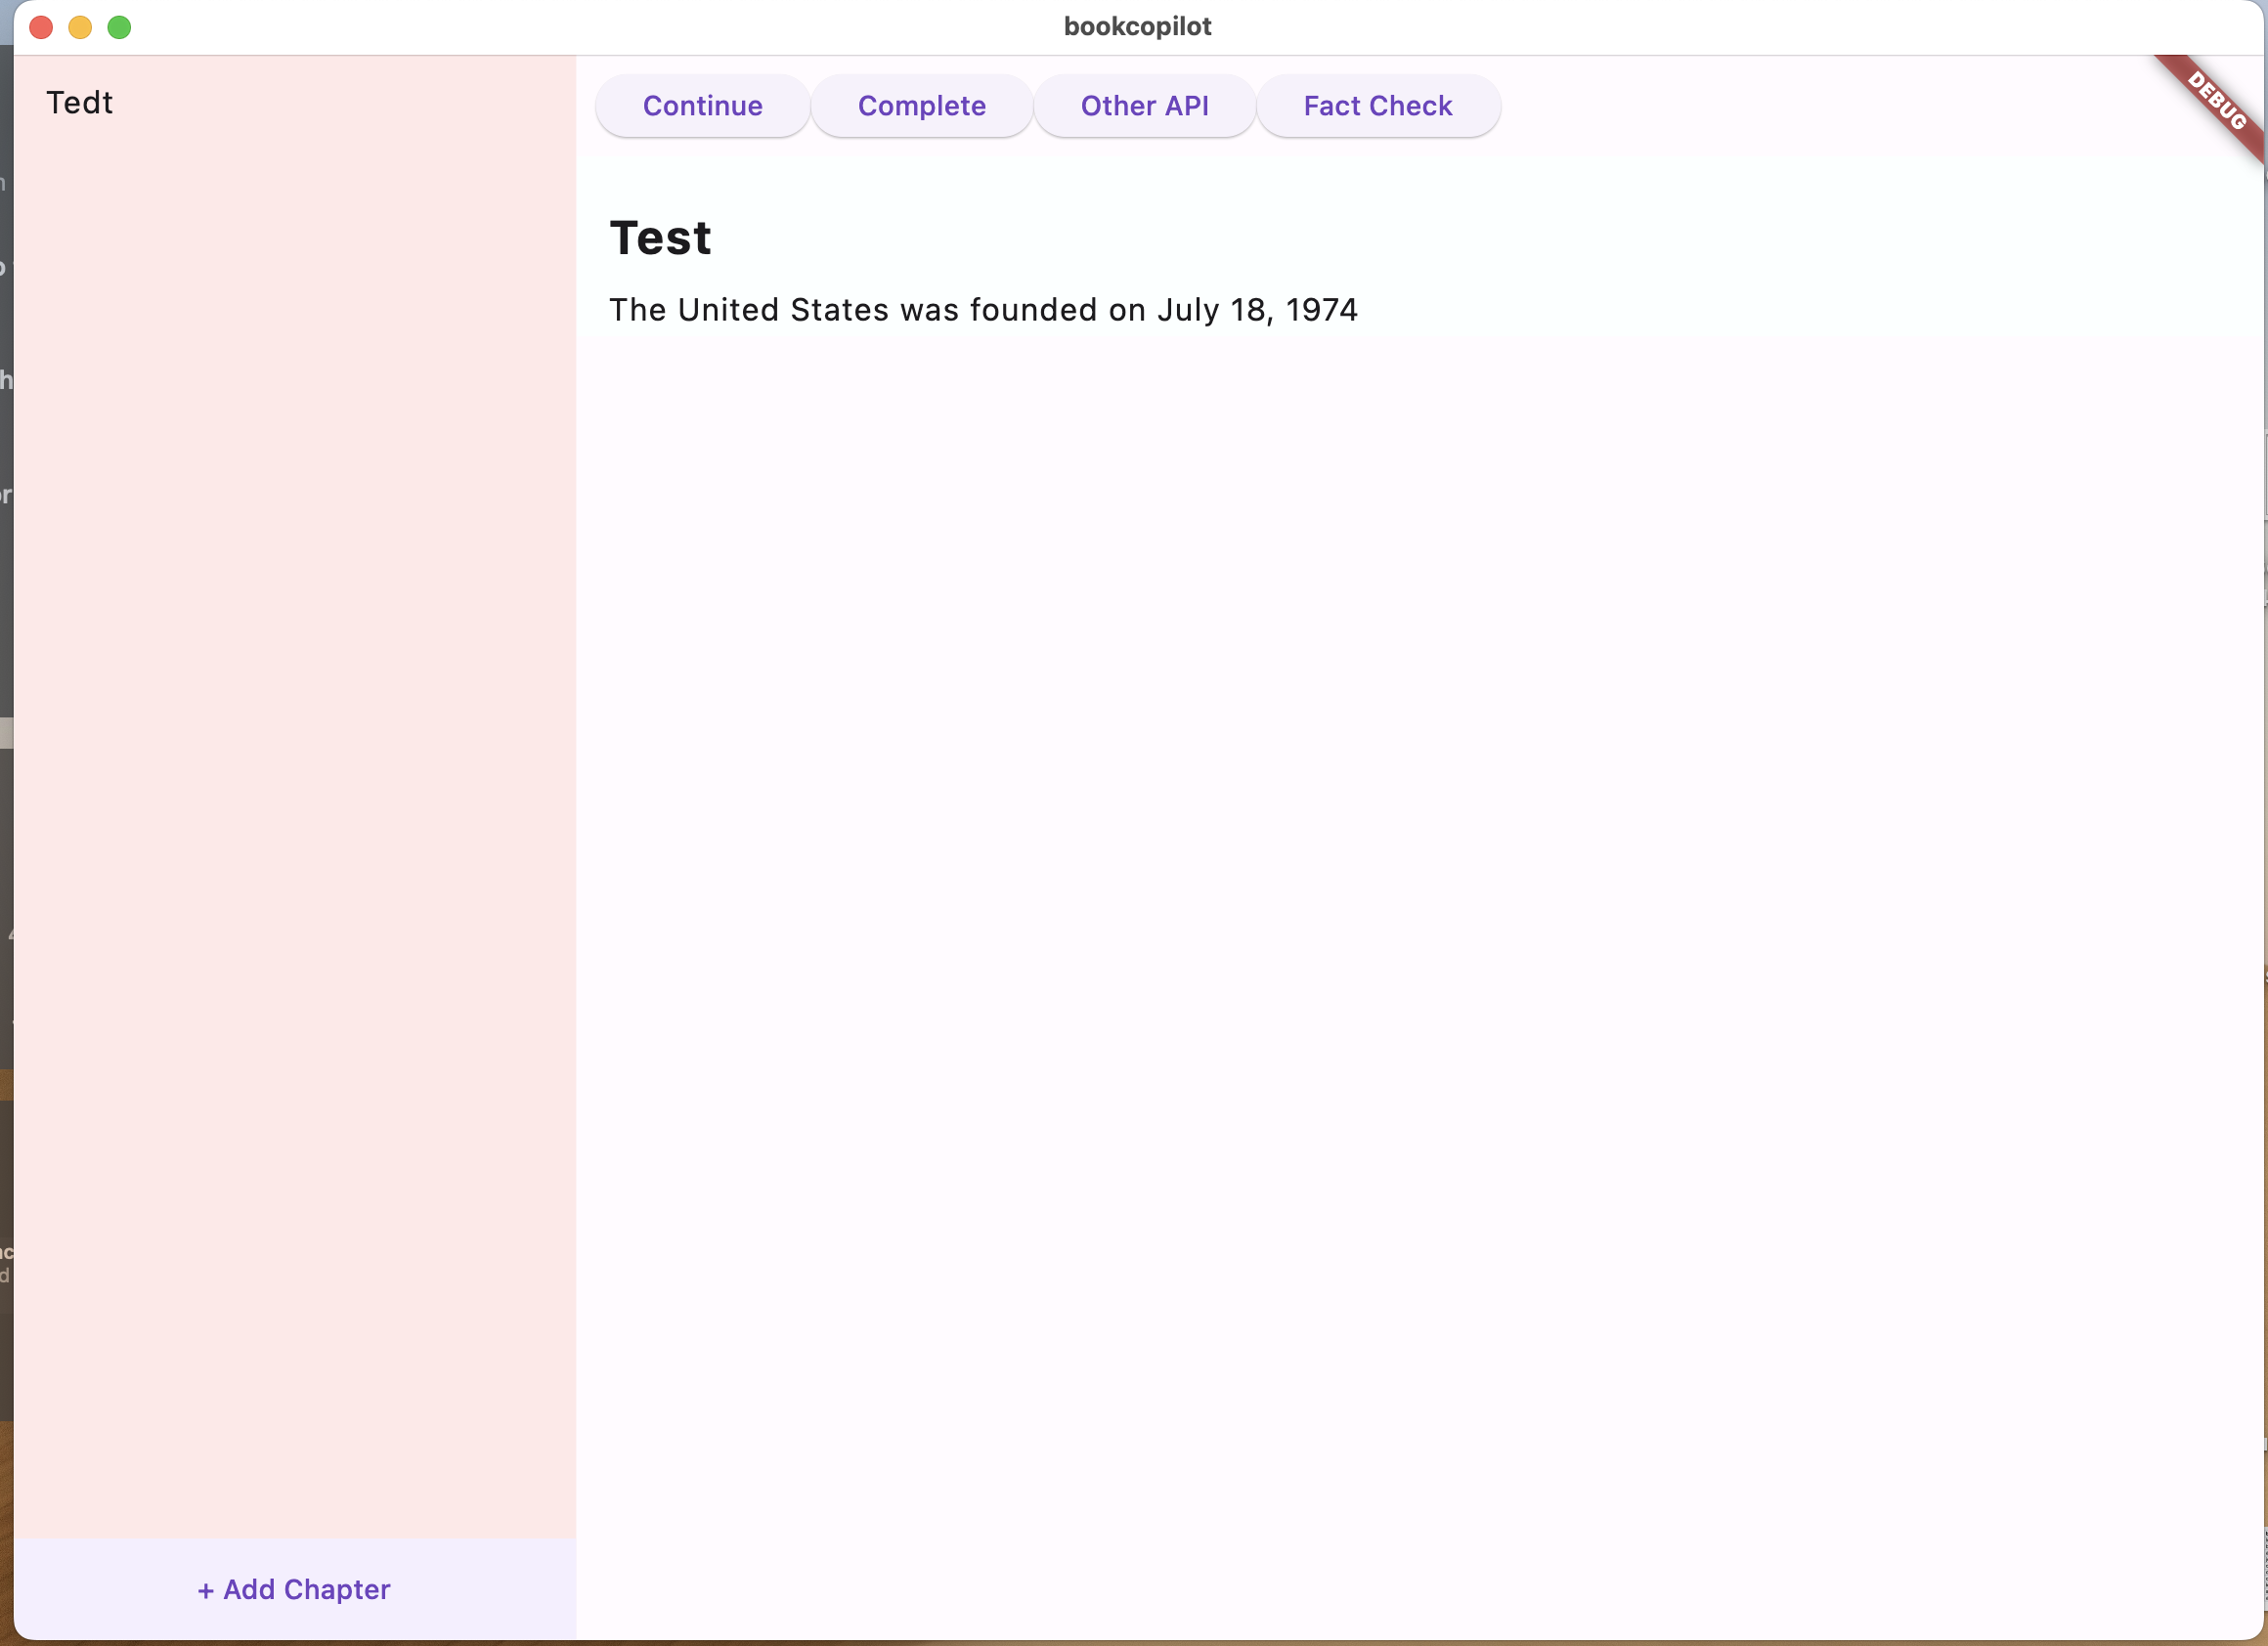 bookcopilot
Tedt
Continue
Complete
Other API
Fact Check
DEBUG
Test
The United States was founded on July 18, 1974
+ Add Chapter